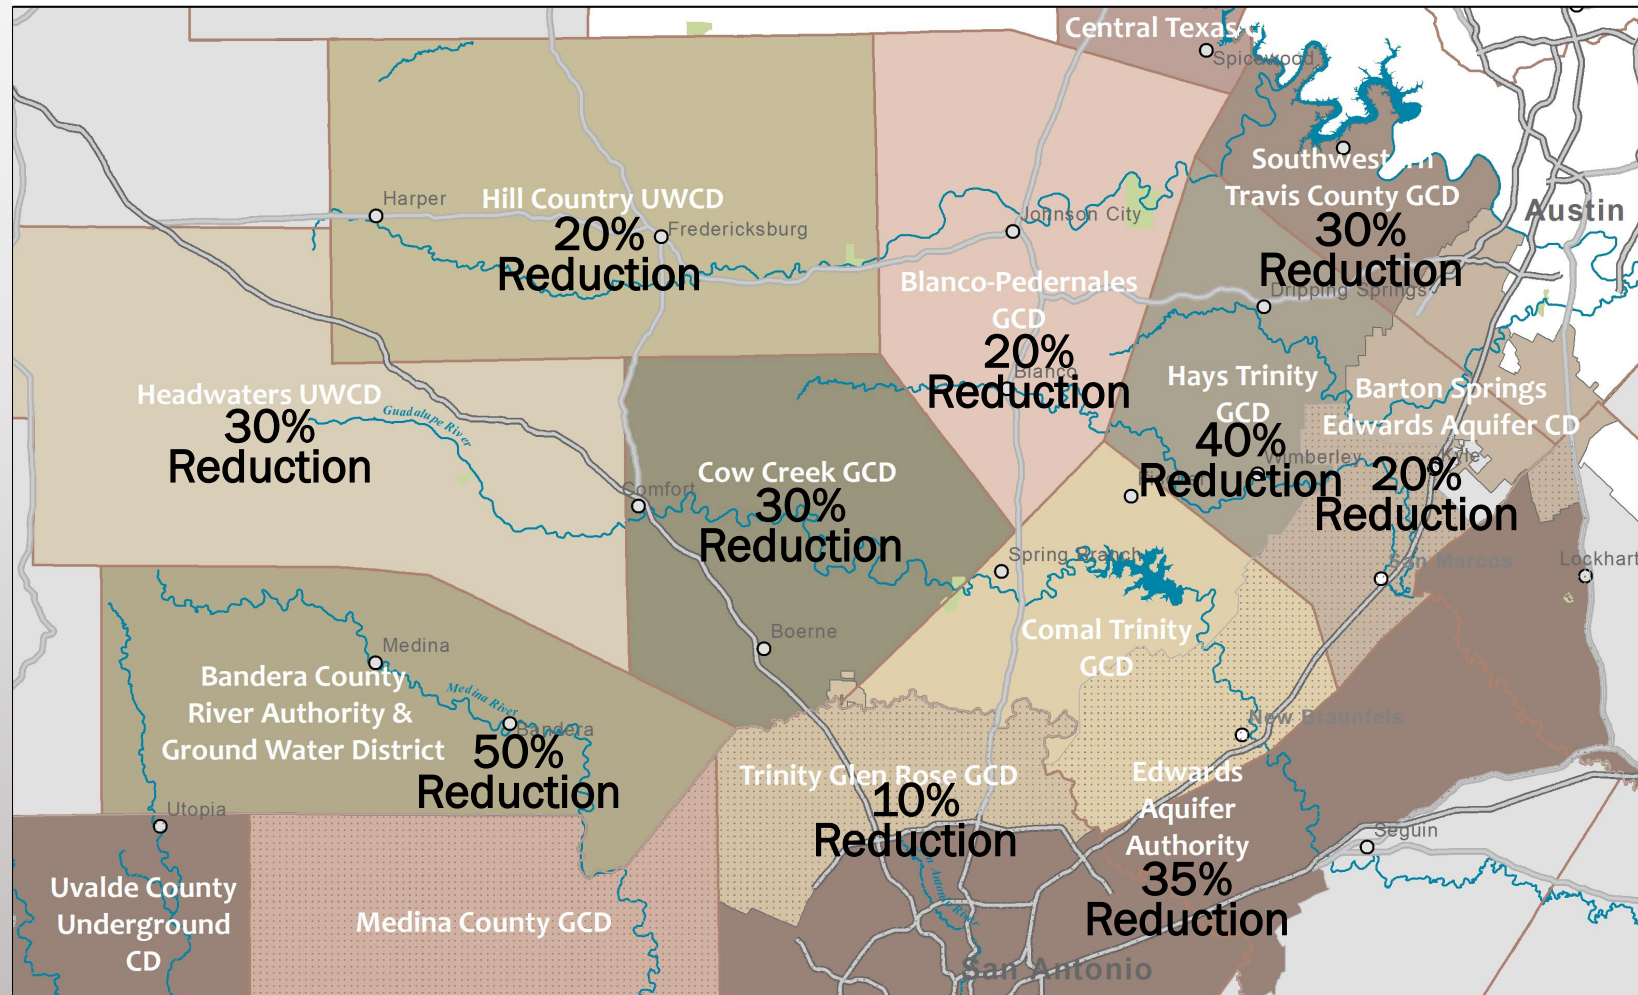 Central Texas G
Spicewood
Southwestern
Travis County GCD
30%
Reduction
Austin
Harper
Hill Country UWCD
20%
Reduction
Fredericksburg
Johnson City
Blanco-Pedernales
GCD
20%
Reduction
Blanco
Dripping Springs
Hays Trinity
GCD
40%
Reduction
Wimberley
Barton Springs
Edwards Aquifer CD
20%
Reduction
Kyle
Headwaters UWCD
30%
Reduction
Guadalupe River
Cow Creek GCD
30%
Reduction
Comfort
Spring Branch
San Marcos
Lockhart
Comal Trinity
GCD
Boerne
Medina
Bandera County
River Authority &
Ground Water District
Medina River
Bandera
50%
Reduction
New Braunfels
Trinity Glen Rose GCD
10%
Reduction
Edwards
Aquifer
Authority
35%
Reduction
Seguin
Utopia
Uvalde County
Underground
CD
Medina County GCD
San Antonio